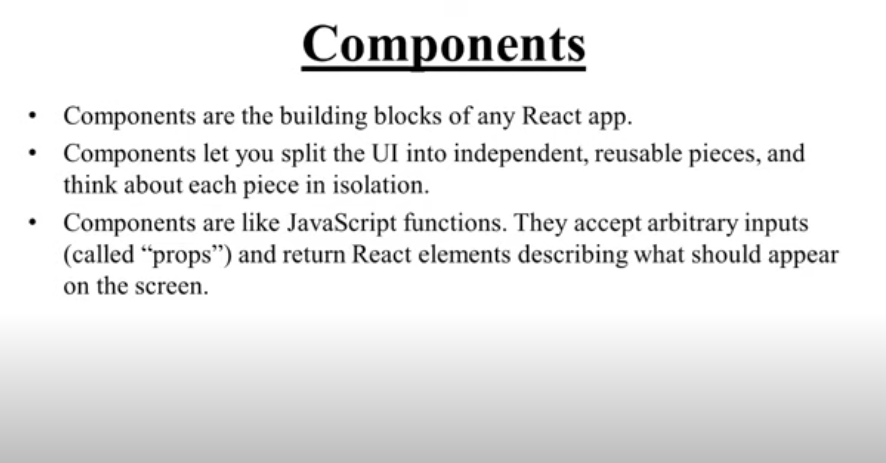 Components
• Components are the building blocks of any React app.
• Components let you split the UI into independent, reusable pieces, and
think about each piece in isolation.
• Components are like JavaScript functions. They accept arbitrary inputs
(called “props”) and return React elements describing what should appear
on the screen.